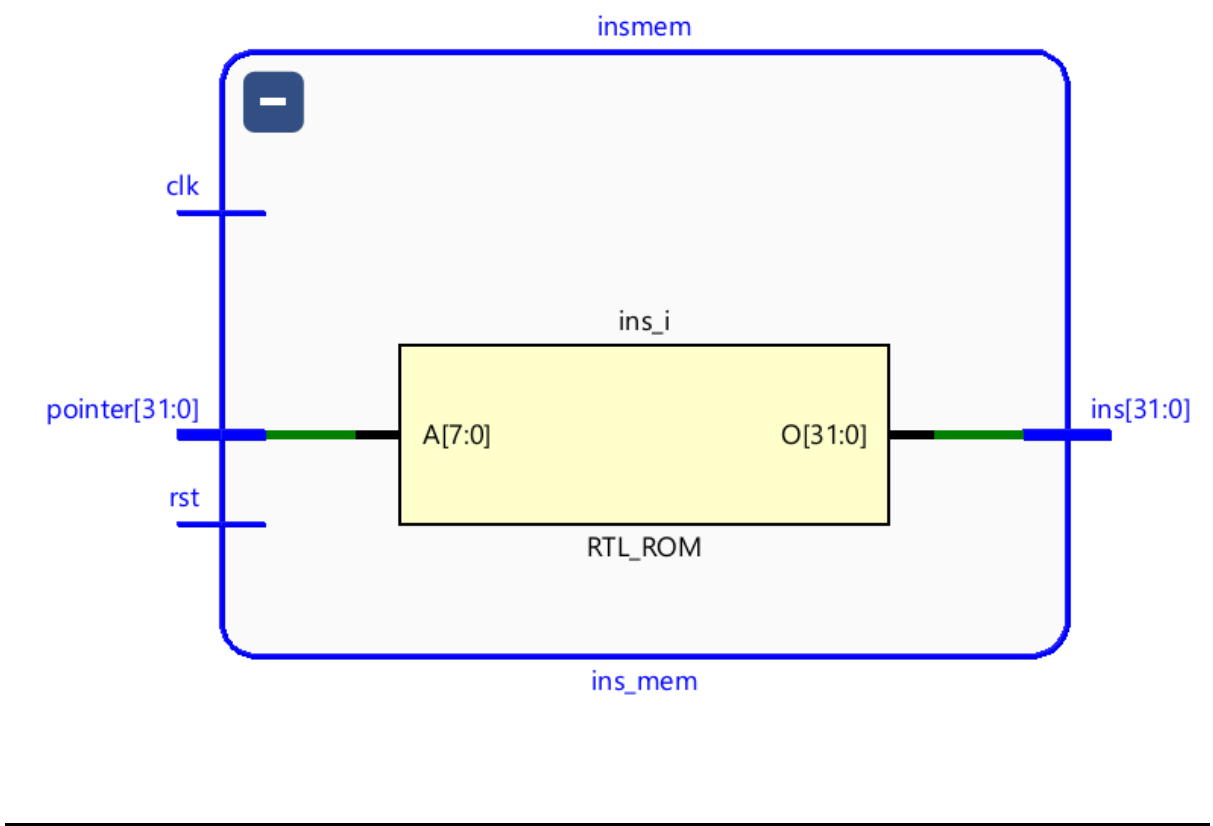 insmem
clk
ins_i
pointer[31:0]
A[7:0]
O[31:0]
ins[31:0]
rst
RTL_ROM
ins_mem